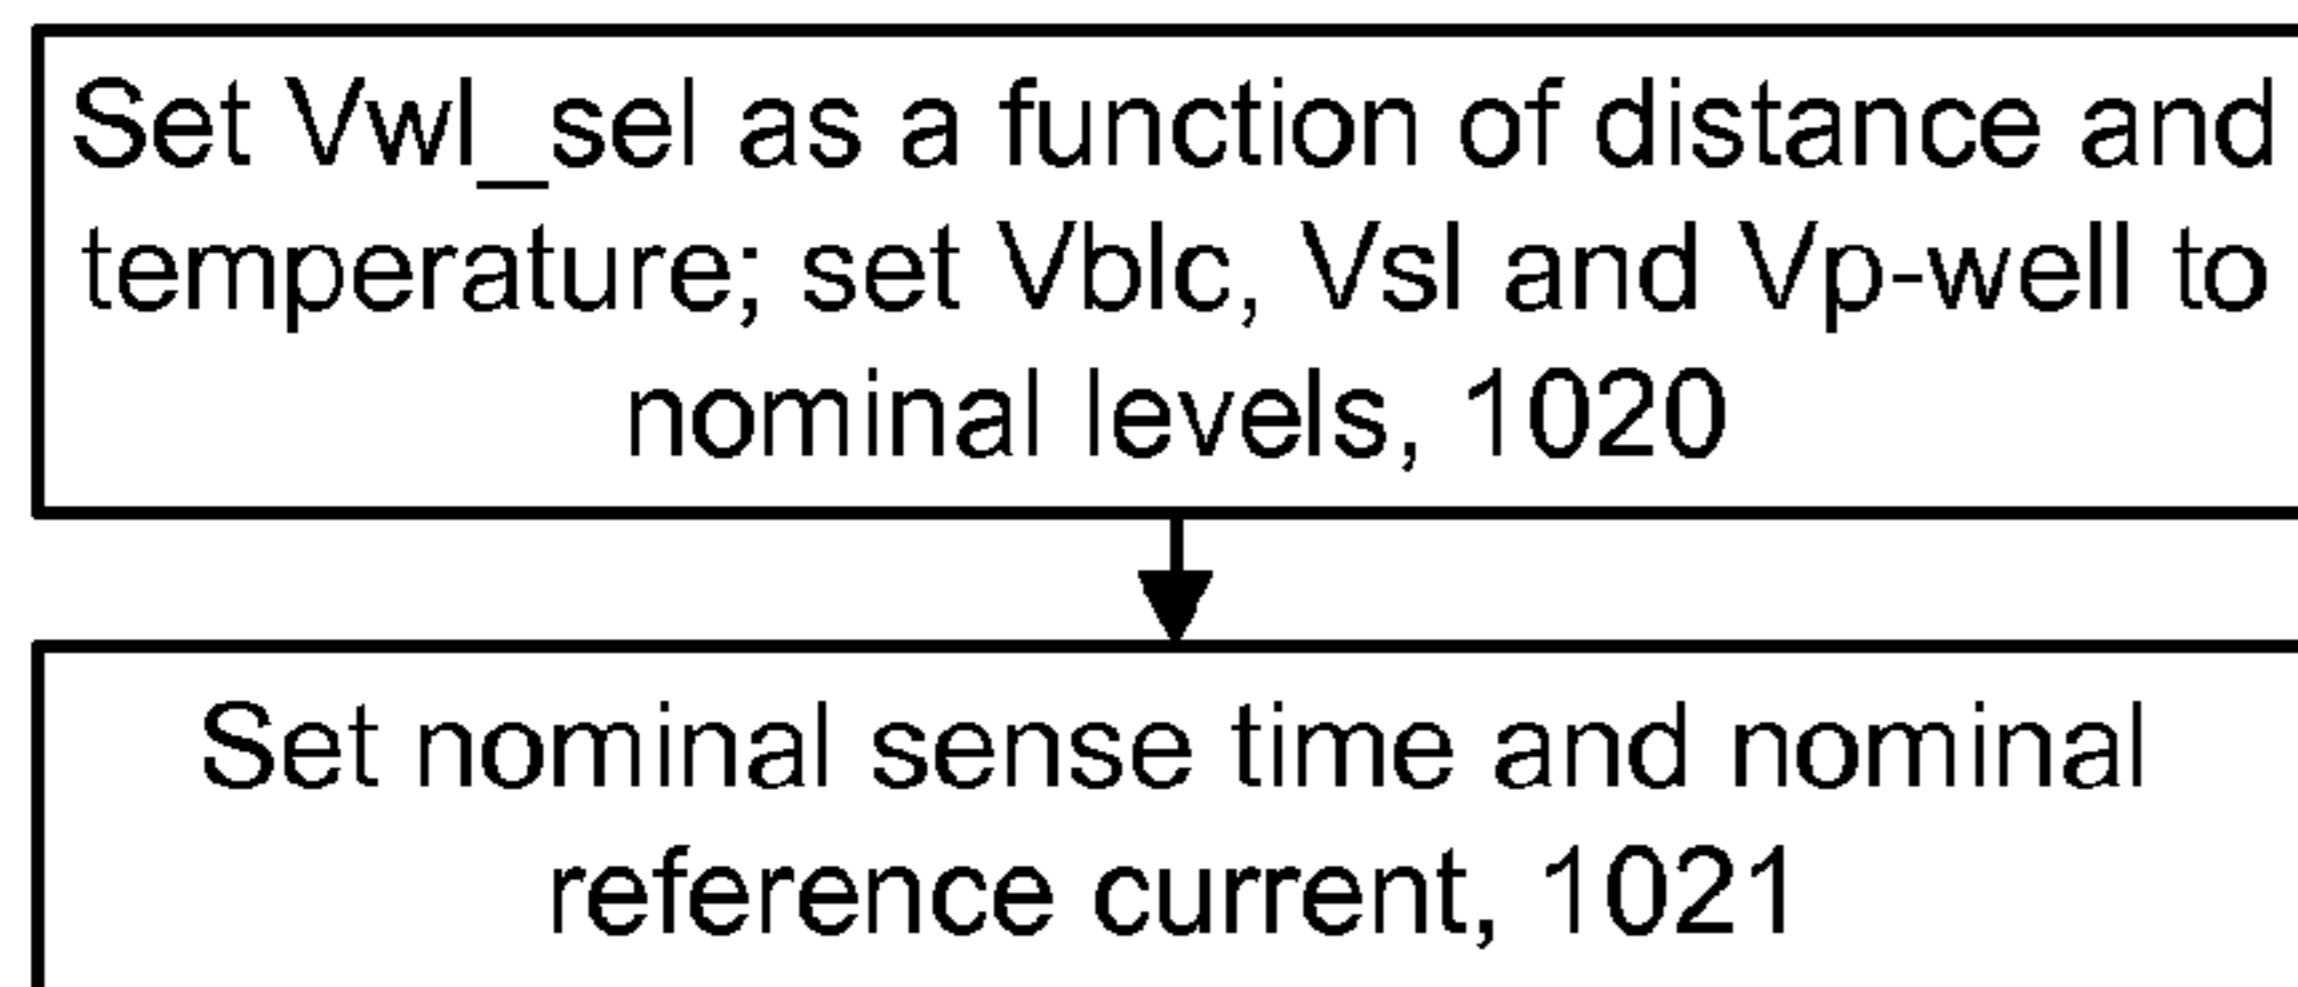 Set Vwl_sel as a function of distance and
temperature; set Vblc, Vsl and Vp-well to
nominal levels, 1020
Set nominal sense time and nominal
reference current, 1021